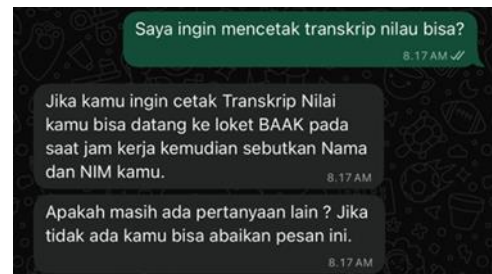 Saya ingin mencetak transkrip nilau bisa?
8.17 AM
Jika kamu ingin cetak Transkrip Nilai
kamu bisa datang ke loket BAAK pada
saat jam kerja kemudian sebutkan Nama
dan NIM kamu.
8.17 AM
Apakah masih ada pertanyaan lain ? Jika
tidak ada kamu bisa abaikan pesan ini.
8.17 AM